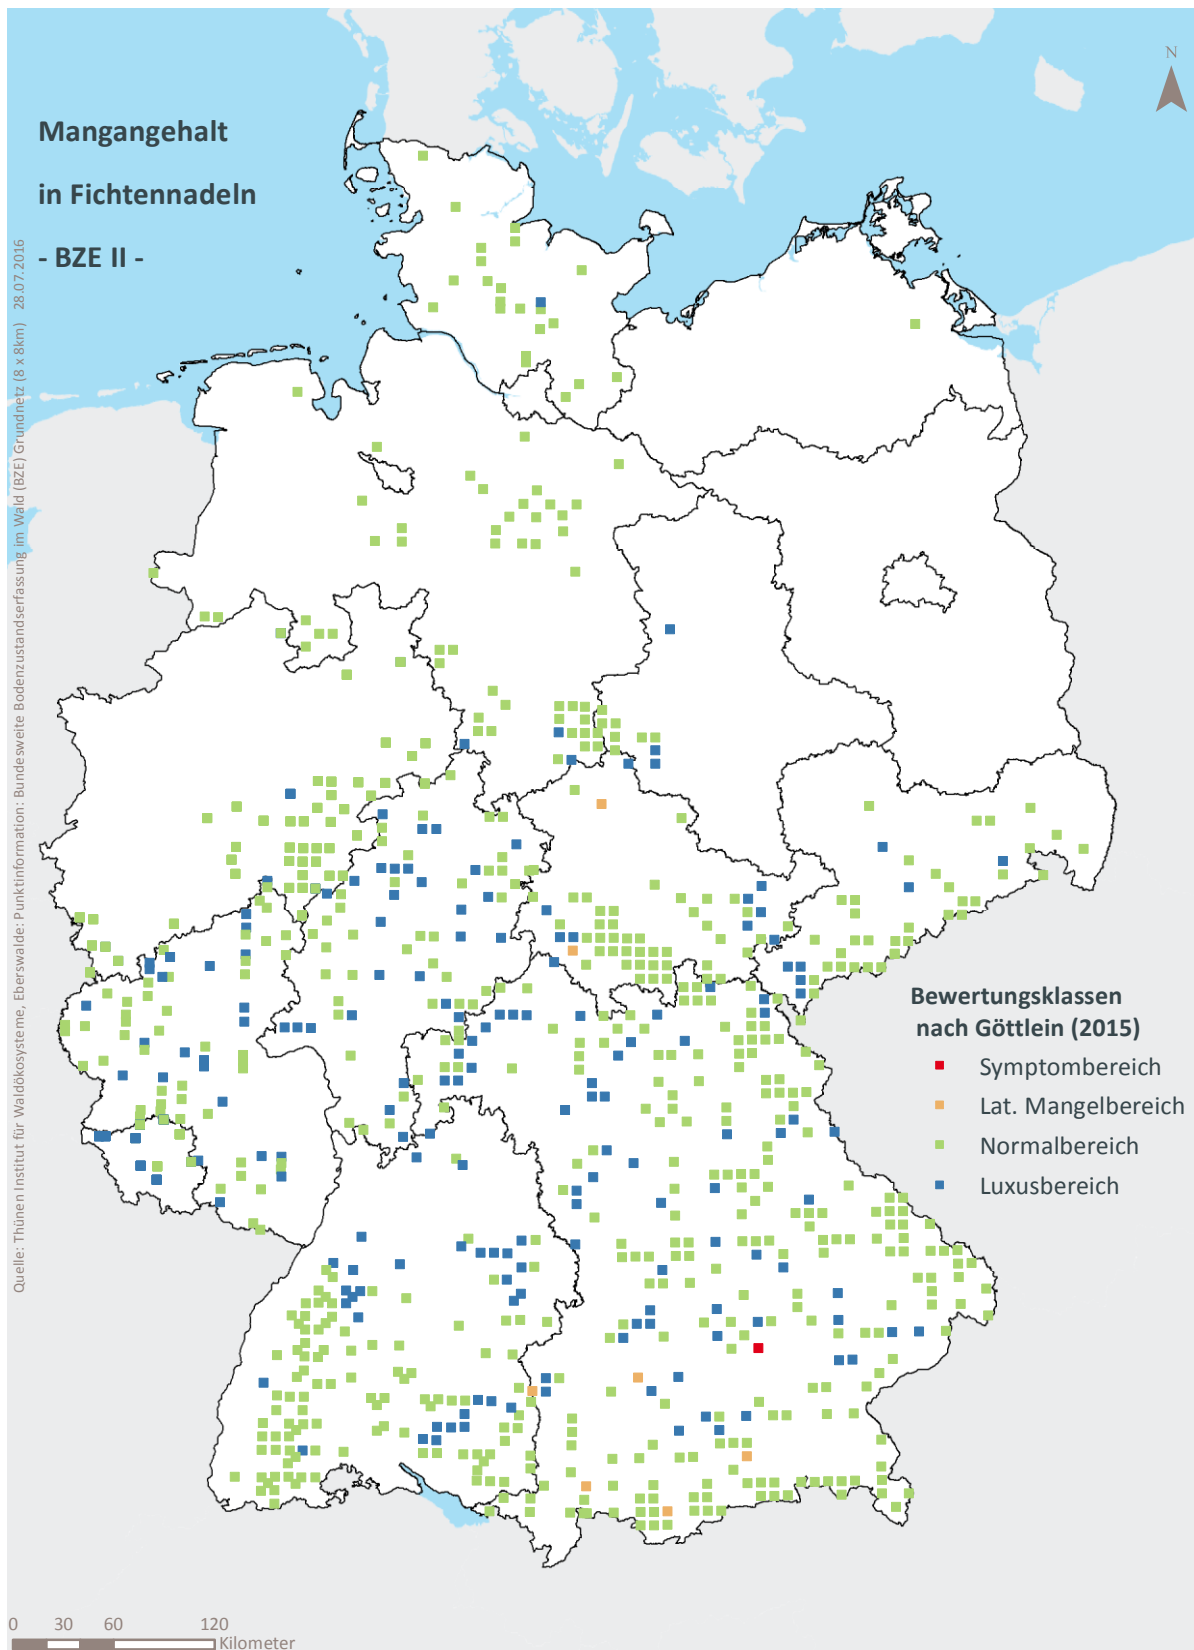 Mangangehalt
in Fichtennadeln
- BZE II -
N
Quelle: Thünen Institut für Waldökosysteme, Eberswalde: Punktinformation: Bundesweite Bodenzustandserfassung im Wald (BZE) Grundnetz (8 x 8km) 28.07.2016
Bewertungsklassen
nach Göttlein (2015)
Symptombereich
Lat. Mangelbereich
Normalbereich
Luxusbereich
0 30 60 120
Kilometer